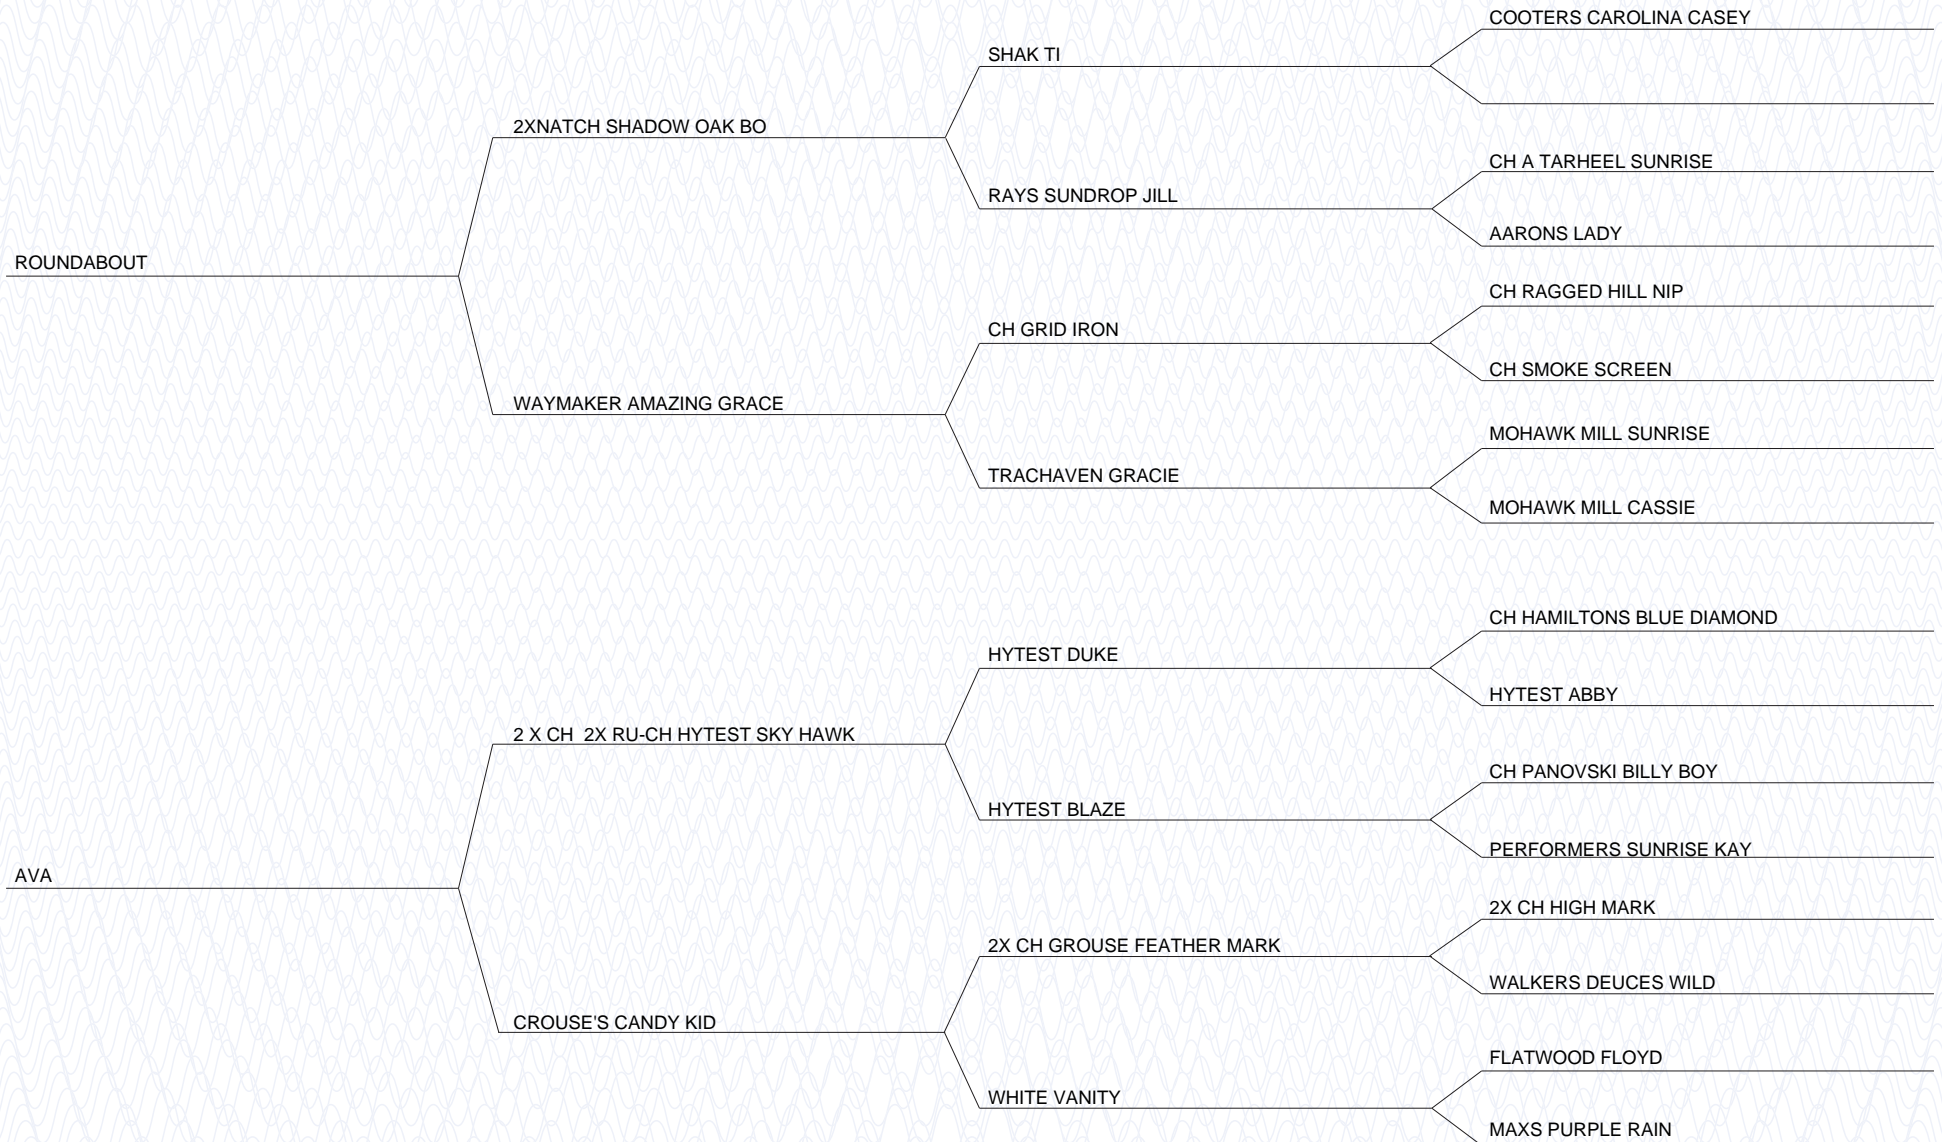 COOTERS CAROLINA CASEY
SHAK TI
2XNATCH SHADOW OAK BO
CH A TARHEEL SUNRISE
RAYS SUNDROP JILL
AARONS LADY
ROUNDABOUT
CH RAGGED HILL NIP
CH GRID IRON
CH SMOKE SCREEN
WAYMAKER AMAZING GRACE
MOHAWK MILL SUNRISE
TRACHAVEN GRACIE
MOHAWK MILL CASSIE
CH HAMILTONS BLUE DIAMOND
HYTEST DUKE
HYTEST ABBY
2 X CH  2X RU-CH HYTEST SKY HAWK
CH PANOVSKI BILLY BOY
HYTEST BLAZE
PERFORMERS SUNRISE KAY
AVA
2X CH HIGH MARK
2X CH GROUSE FEATHER MARK
WALKERS DEUCES WILD
CROUSE'S CANDY KID
FLATWOOD FLOYD
WHITE VANITY
MAXS PURPLE RAIN